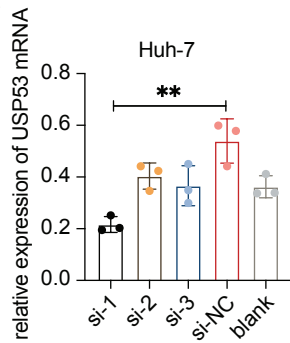 Huh-7
relative expression of USP53 mRNA
0.8
0.6
0.4
0.2
0.0
**
si-1
si-2
si-3
si-NC
blank